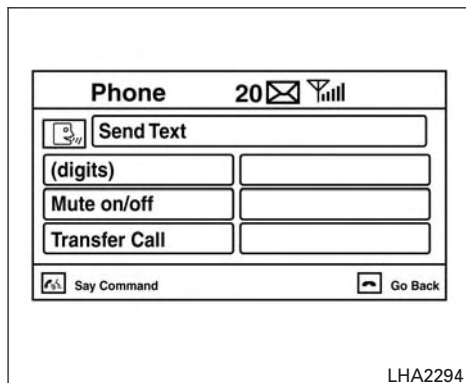 Phone 20
Send Text
(digits)
Mute on/off
Transfer Call
Say Command Go Back
LHA2294